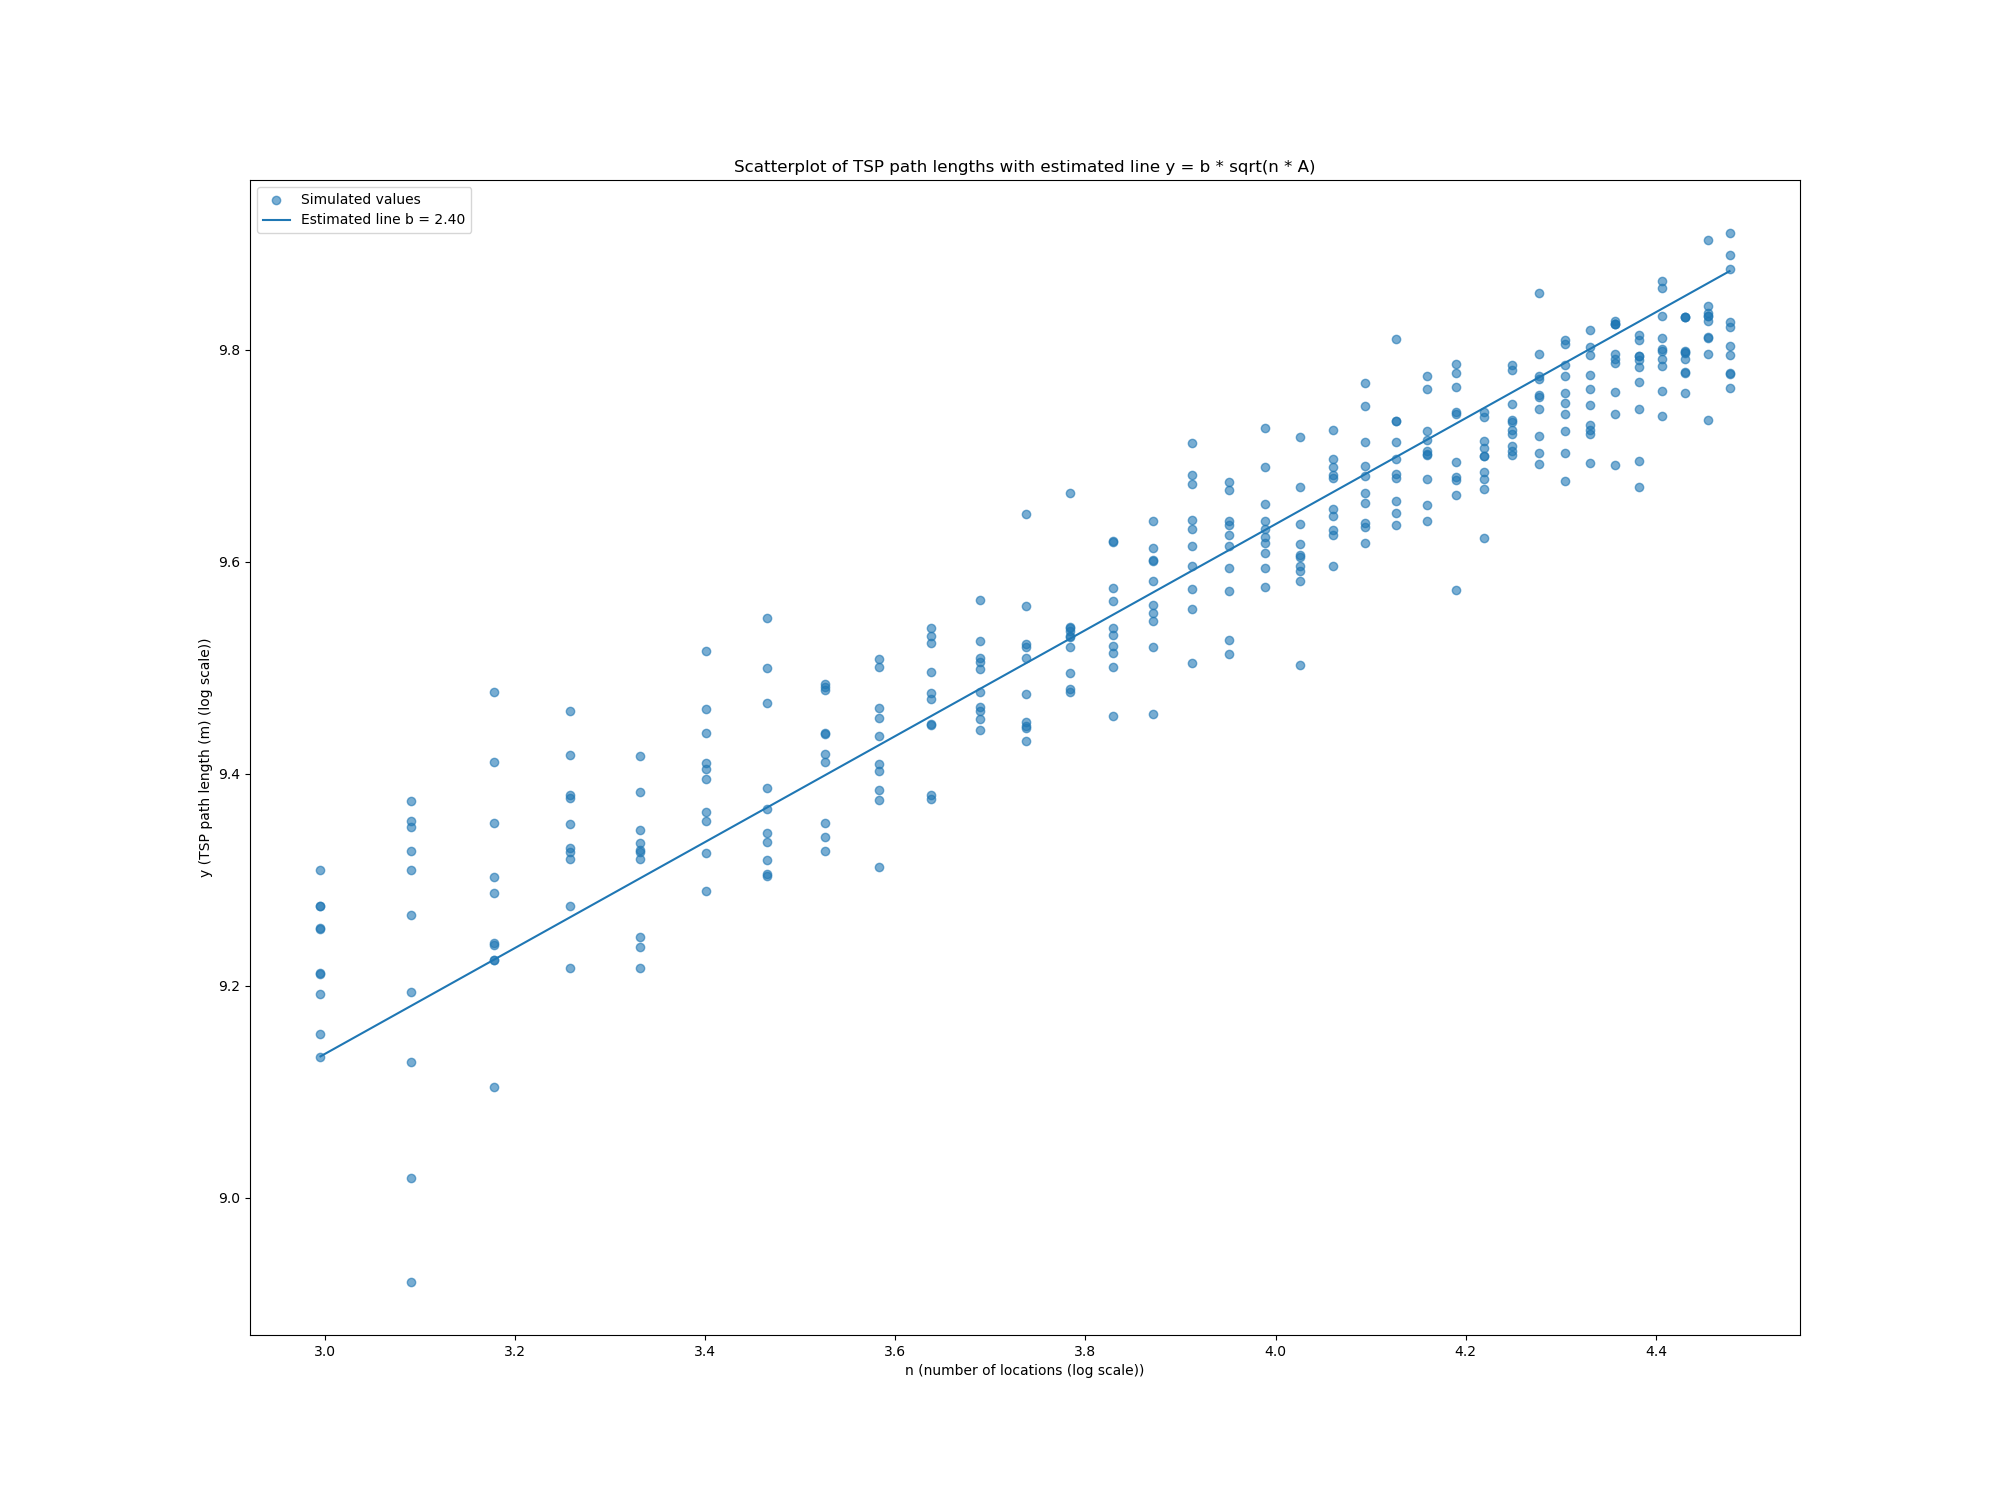 Scatterplot of TSP path lengths with estimated line y = b * sqrt(n * A)
Simulated values
Estimated line b = 2.40
9.8
9.6
9.4
9.2
9.0
y (TSP path length (m) (log scale))
3.0 3.2 3.4 3.6 3.8 4.0 4.2 4.4
n (number of locations (log scale))